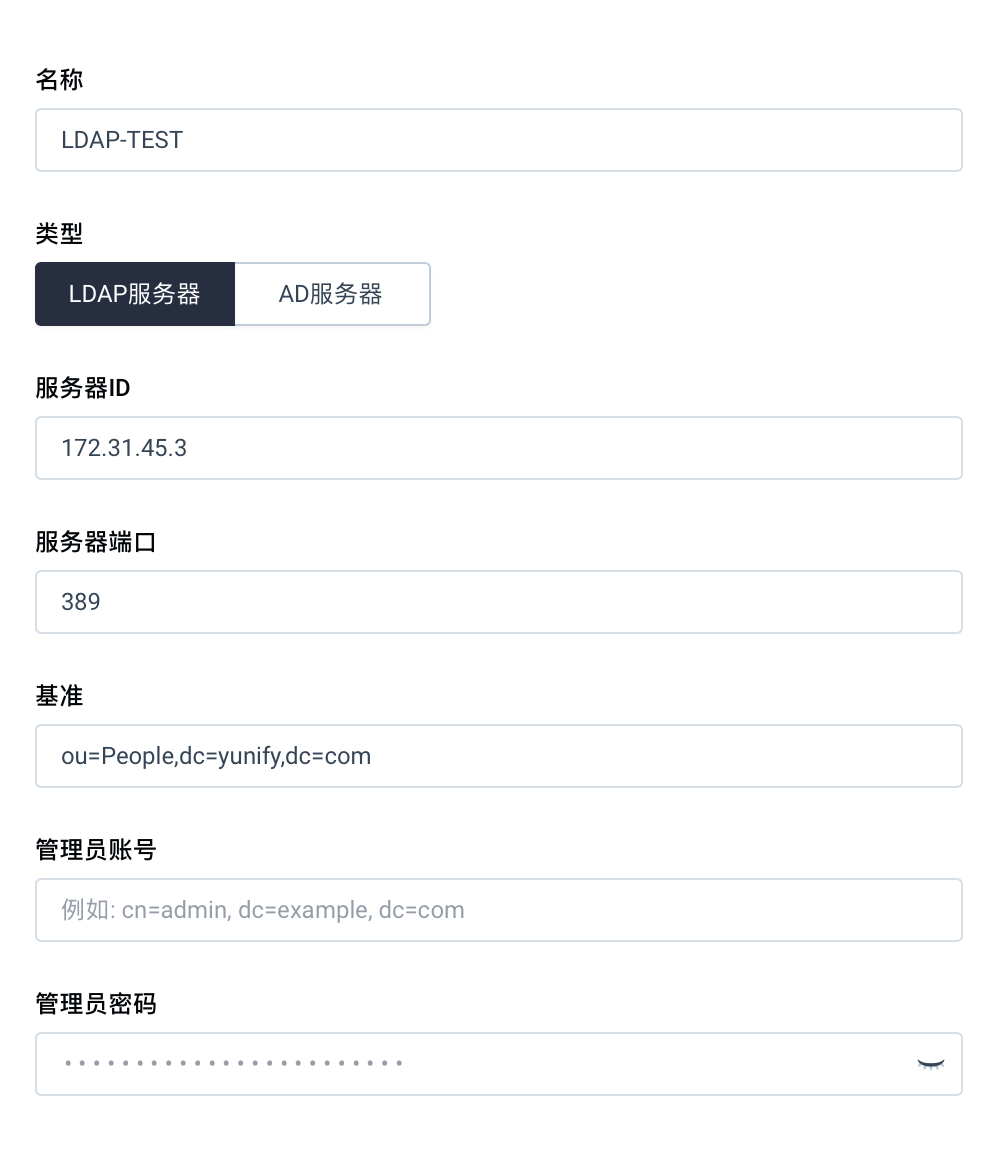 名称
LDAP-TEST
类型
LDAP服务器 AD服务器
服务器ID
172.31.45.3
服务器端口
389
基准
ou=People,dc=yunify,dc=com
管理员账号
例如: cn=admin, dc=example, dc=com
管理员密码